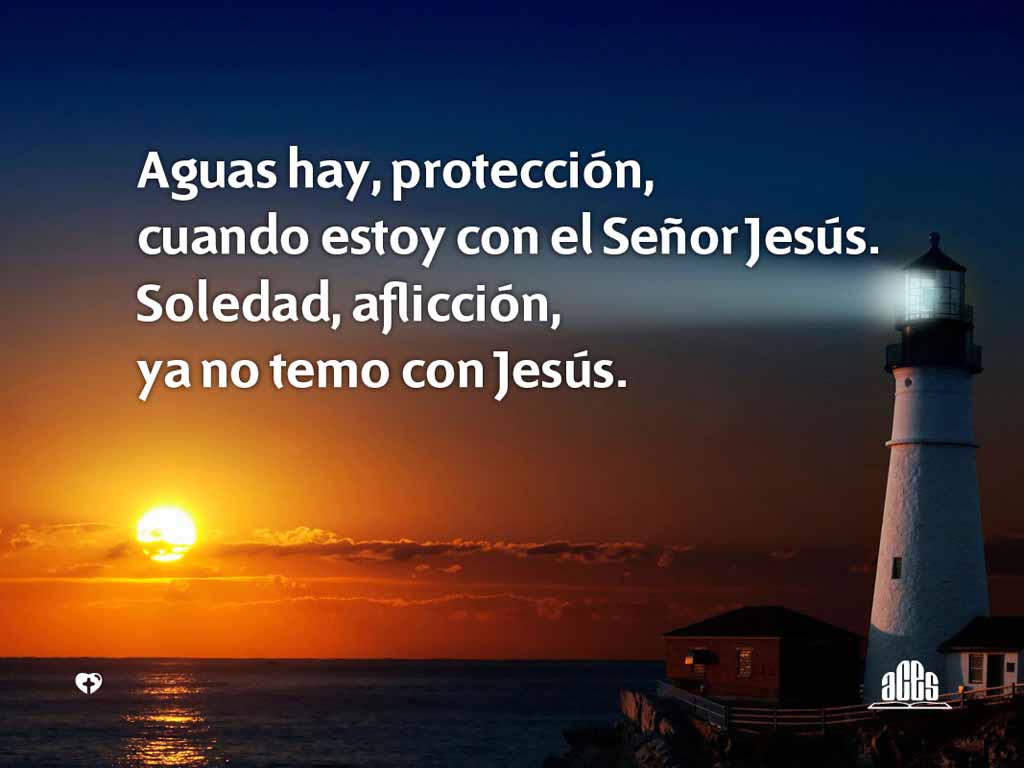 Aguas hay, protección,
cuando estoy con el Señor Jesús.
Soledad, aflicción,
ya no temo con Jesús.
aces